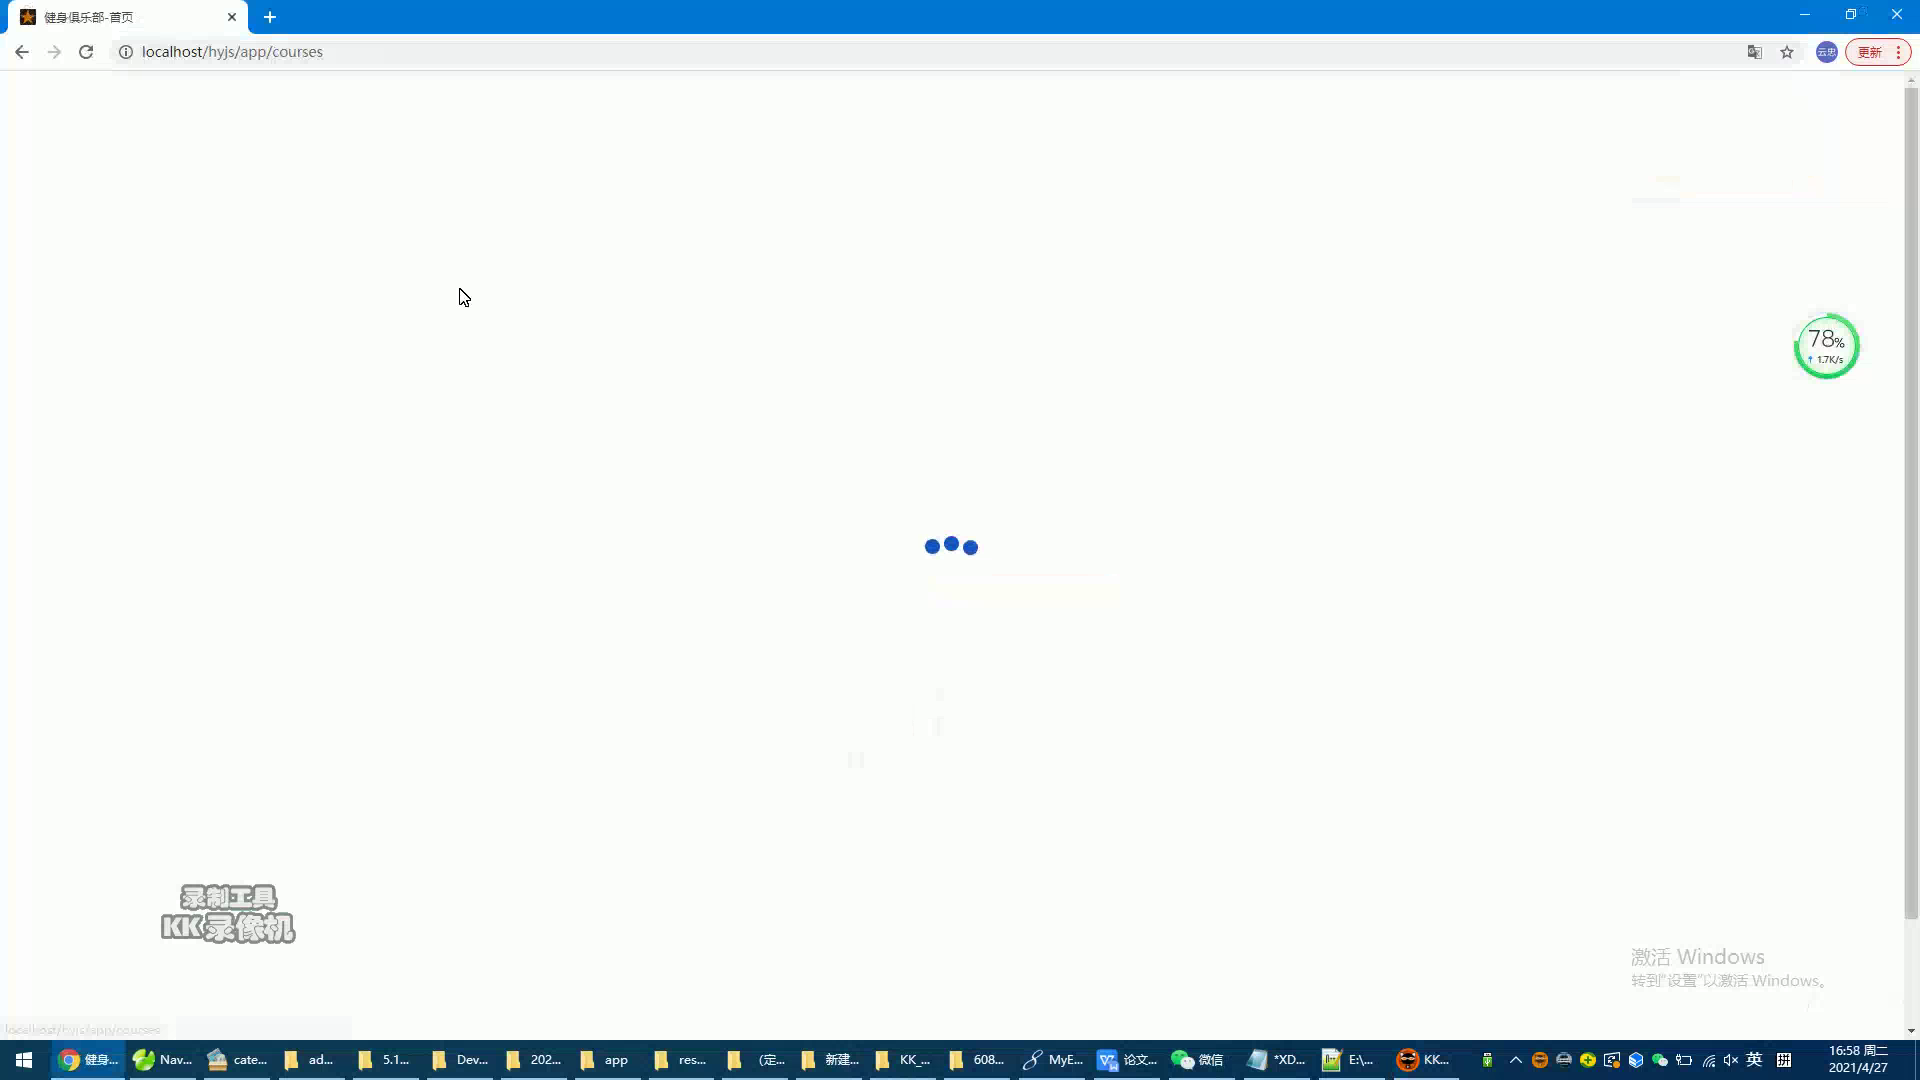 健身俱乐部-首页
localhost/hyjs/app/courses
更新
78%
1.7K/s
录制工具
KK录像机
激活 Windows
转到"设置"以激活 Windows。
localhost/hyjs/app/courses
健身...
Nav...
cate...
ad...
5.1...
Dev...
202...
app
res...
(定...
新建...
KK_...
608...
MyE...
论文...
微信
*XD...
E:\...
KK...
英
拼
16:58 周二
2021/4/27